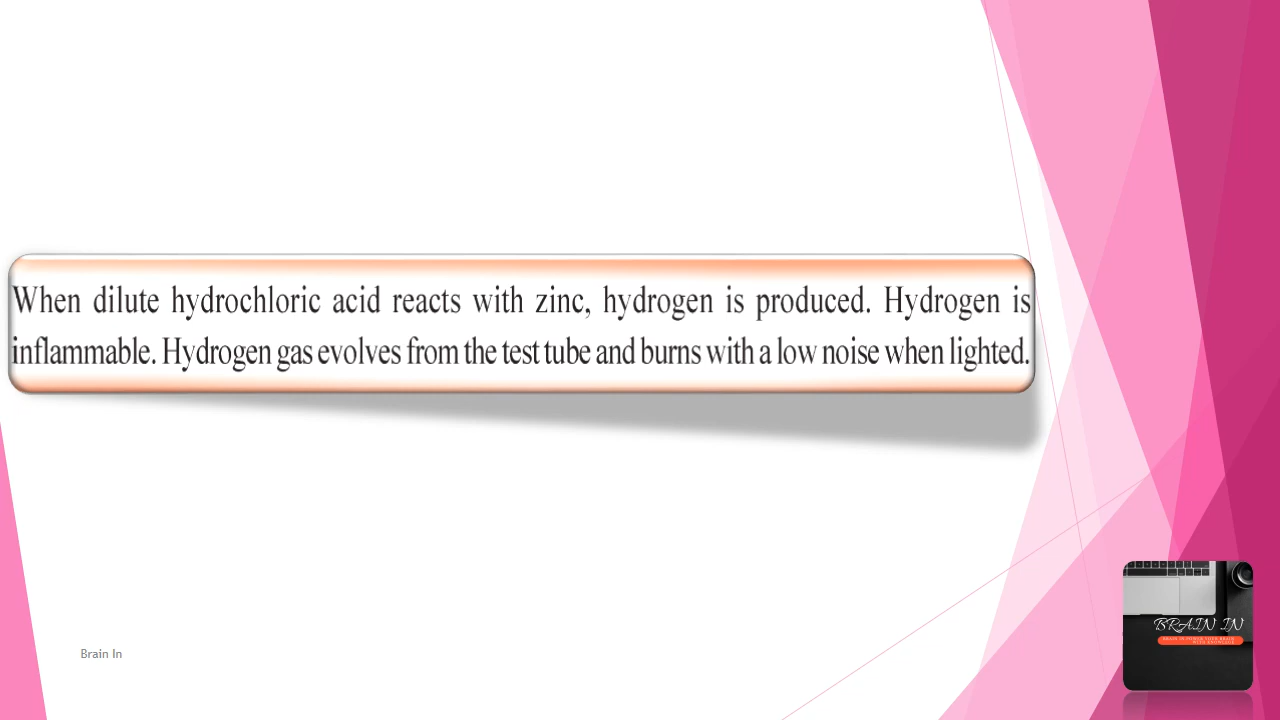 When dilute hydrochloric acid reacts with zinc, hydrogen is produced. Hydrogen is
inflammable. Hydrogen gas evolves from the test tube and burns with a low noise when lighted.
Brain In
BRAIN IN